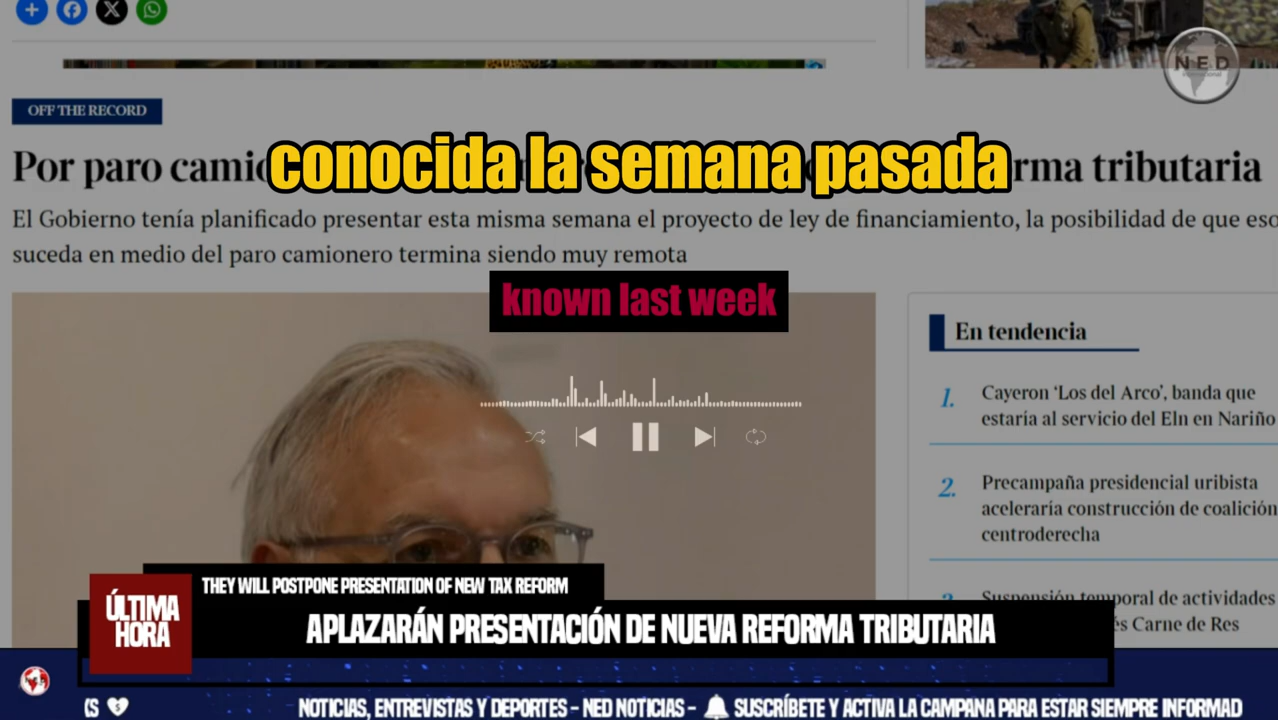 NED
OFF THE RECORD
Por paro camio
rma tributaria
conocida la semana pasada
El Gobierno tenía planificado presentar esta misma semana el proyecto de ley de financiamiento, la posibilidad de que eso
suceda en medio del paro camionero termina siendo muy remota
known last week
En tendencia
1. Cayeron ‘Los del Arco’, banda que
estaría al servicio del Eln en Nariño
2. Precampaña presidencial uribista
aceleraría construcción de coalición
centroderecha
Suspensión temporal de actividades
és Carne de Res
THEY WILL POSTPONE PRESENTATION OF NEW TAX REFORM
ÚLTIMA
HORA
APLAZARÁN PRESENTACIÓN DE NUEVA REFORMA TRIBUTARIA
NOTICIAS, ENTREVISTAS Y DEPORTES - NED NOTICIAS - SUSCRÍBETE Y ACTIVA LA CAMPANA PARA ESTAR SIEMPRE INFORMAD